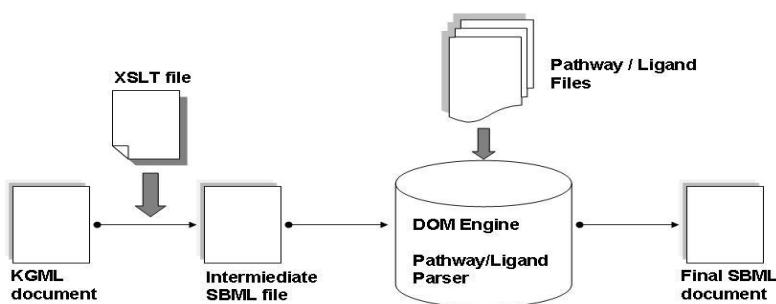 XSLT file
Pathway / Ligand
Files
DOM Engine
Pathway/Ligand
Parser
KGML
document
Intermiediate
SBML file
Final SBML
document